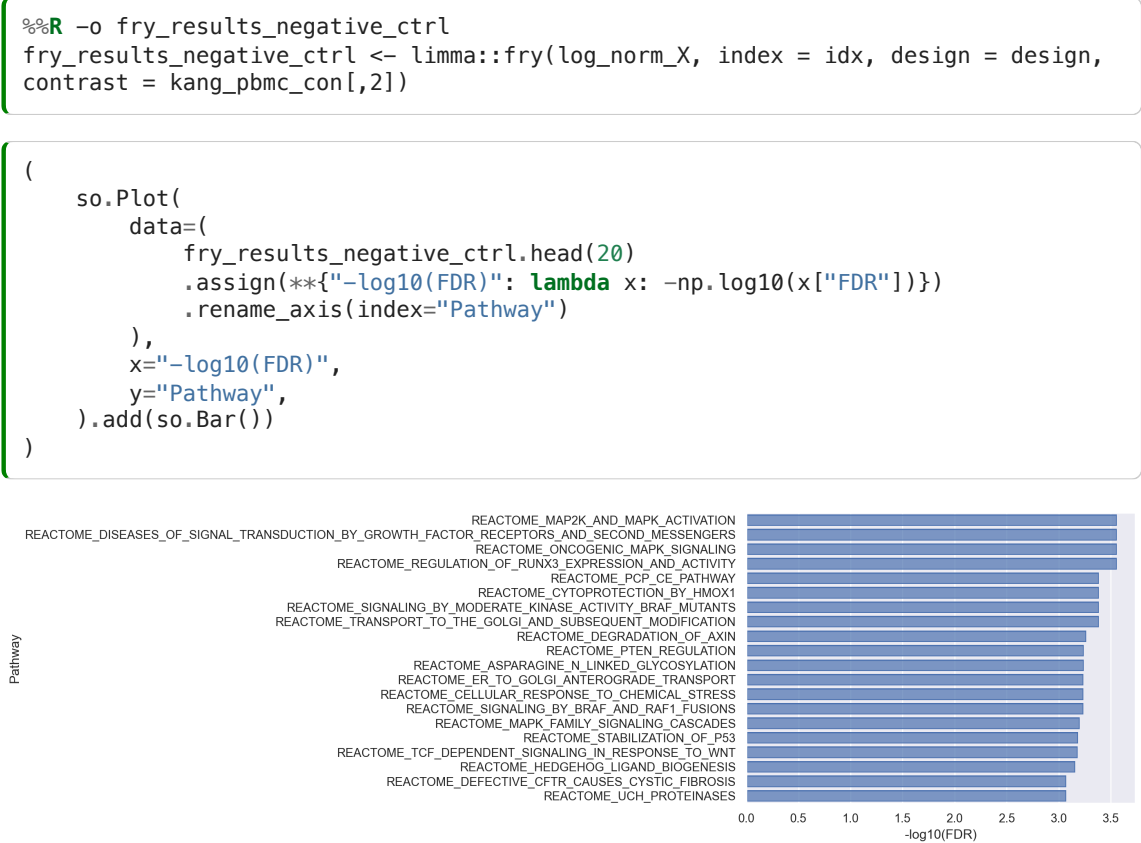 %%R -o fry_results_negative_ctrl
fry_results_negative_ctrl <- limma::fry(log_norm_X, index = idx, design = design,
contrast = kang_pbmc_con[,2])
(
    so.Plot(
        data=(
            fry_results_negative_ctrl.head(20)
            .assign(**{"-log10(FDR)": lambda x: -np.log10(x["FDR"])})
            .rename_axis(index="Pathway")
        ),
        x="-log10(FDR)",
        y="Pathway",
    ).add(so.Bar())
)
Pathway
REACTOME_MAP2K_AND_MAPK_ACTIVATION
REACTOME_DISEASES_OF_SIGNAL_TRANSDUCTION_BY_GROWTH_FACTOR_RECEPTORS_AND_SECOND_MESSENGERS
REACTOME_ONCOGENIC_MAPK_SIGNALING
REACTOME_REGULATION_OF_RUNX3_EXPRESSION_AND_ACTIVITY
REACTOME_PCP_CE_PATHWAY
REACTOME_CYTOPROTECTION_BY_HMOX1
REACTOME_SIGNALING_BY_MODERATE_KINASE_ACTIVITY_BRAF_MUTANTS
REACTOME_TRANSPORT_TO_THE_GOLGI_AND_SUBSEQUENT_MODIFICATION
REACTOME_DEGRADATION_OF_AXIN
REACTOME_PTEN_REGULATION
REACTOME_ASPARAGINE_N_LINKED_GLYCOSYLATION
REACTOME_ER_TO_GOLGI_ANTEROGRADE_TRANSPORT
REACTOME_CELLULAR_RESPONSE_TO_CHEMICAL_STRESS
REACTOME_SIGNALING_BY_BRAF_AND_RAF1_FUSIONS
REACTOME_MAPK_FAMILY_SIGNALING_CASCADES
REACTOME_STABILIZATION_OF_P53
REACTOME_TCF_DEPENDENT_SIGNALING_IN_RESPONSE_TO_WNT
REACTOME_HEDGEHOG_LIGAND_BIOGENESIS
REACTOME_DEFECTIVE_CFTR_CAUSES_CYSTIC_FIBROSIS
REACTOME_UCH_PROTEINASES
0.0 0.5 1.0 1.5 2.0 2.5 3.0 3.5
-log10(FDR)